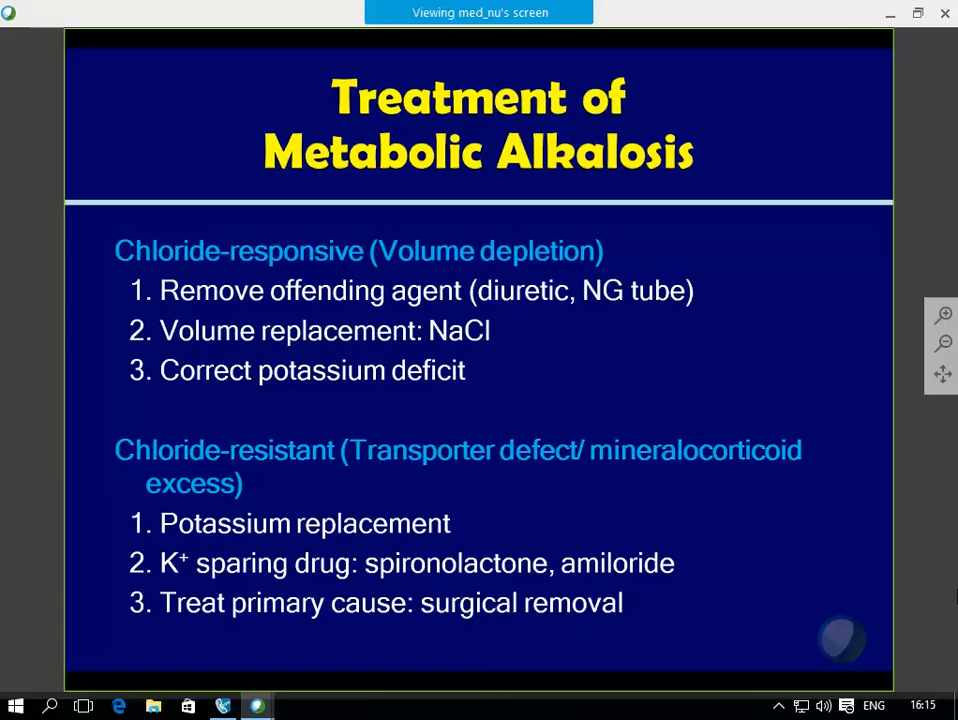 Viewing med_nu's screen
Treatment of
Metabolic Alkalosis
Chloride-responsive (Volume depletion)
1. Remove offending agent (diuretic, NG tube)
2. Volume replacement: NaCl
3. Correct potassium deficit
Chloride-resistant (Transporter defect/ mineralocorticoid
excess)
1. Potassium replacement
2. K⁺ sparing drug: spironolactone, amiloride
3. Treat primary cause: surgical removal
ENG
16:15